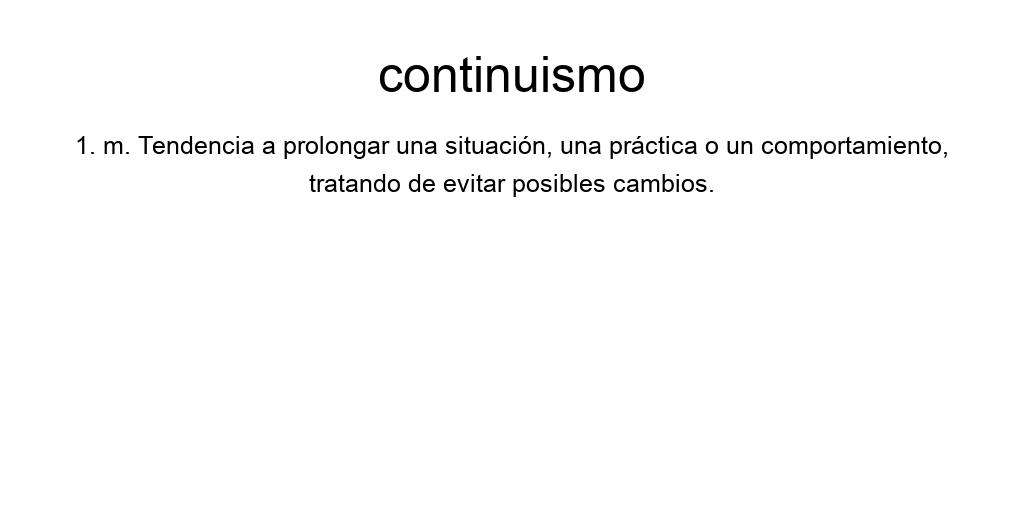 continuismo
1. m. Tendencia a prolongar una situación, una práctica o un comportamiento,
tratando de evitar posibles cambios.